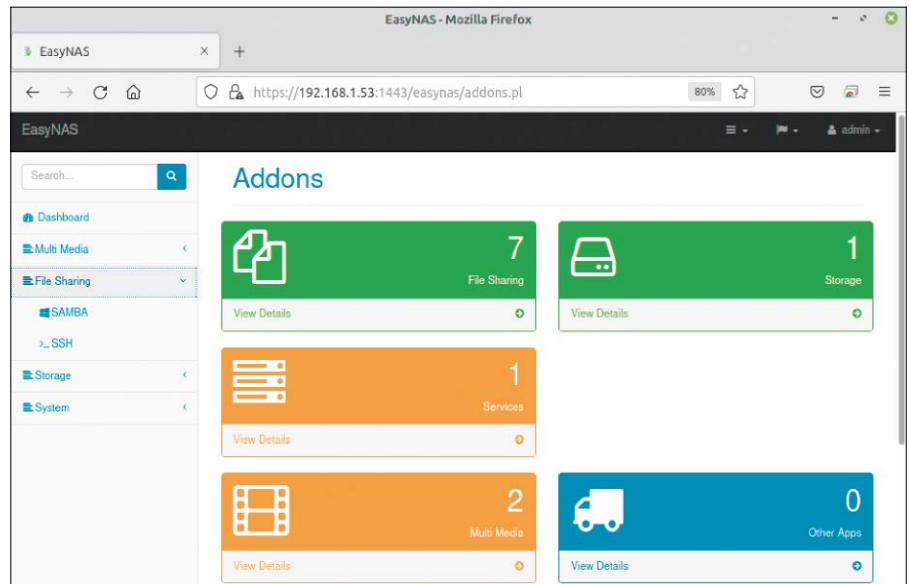 EasyNAS - Mozilla Firefox
EasyNAS
https://192.168.1.53:1443/easynas/addons.pl
80%
EasyNAS
admin
Search...
Addons
Dashboard
Multi Media
File Sharing
SAMBA
>_ SSH
Storage
System
7
File Sharing
View Details
1
Storage
View Details
1
Services
View Details
2
Multi Media
View Details
0
Other Apps
View Details